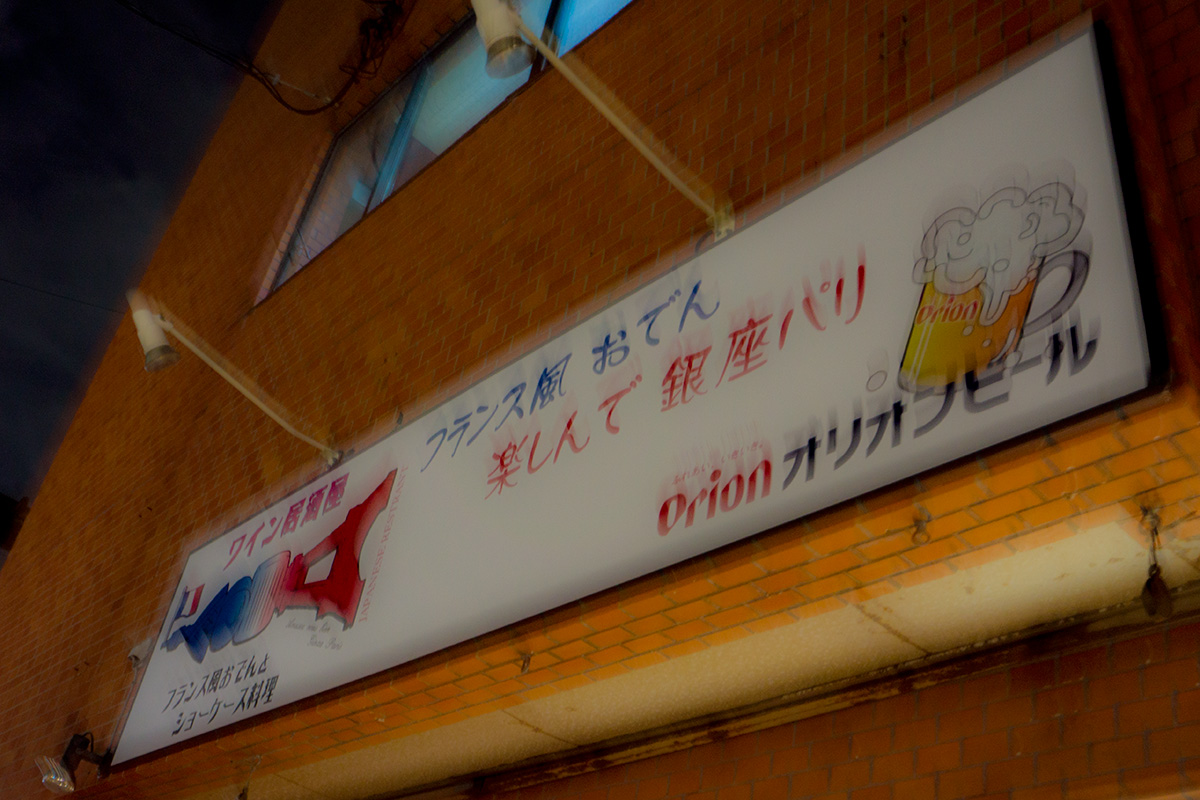 ワイン居酒屋
JAPANESE RESTRANT
フランス風おでんと
ショーケース料理
フランス風 おでん
楽しんで 銀座パリ
Orion
Orion オリオンビール